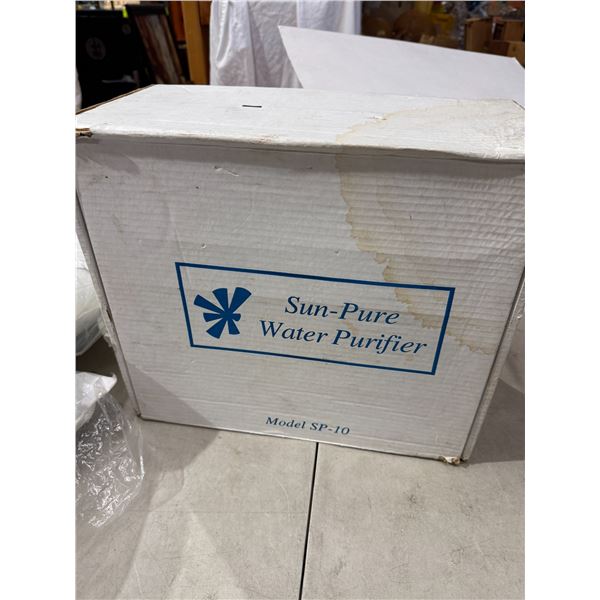 Sun-Pure
Water Purifier
Model SP-10